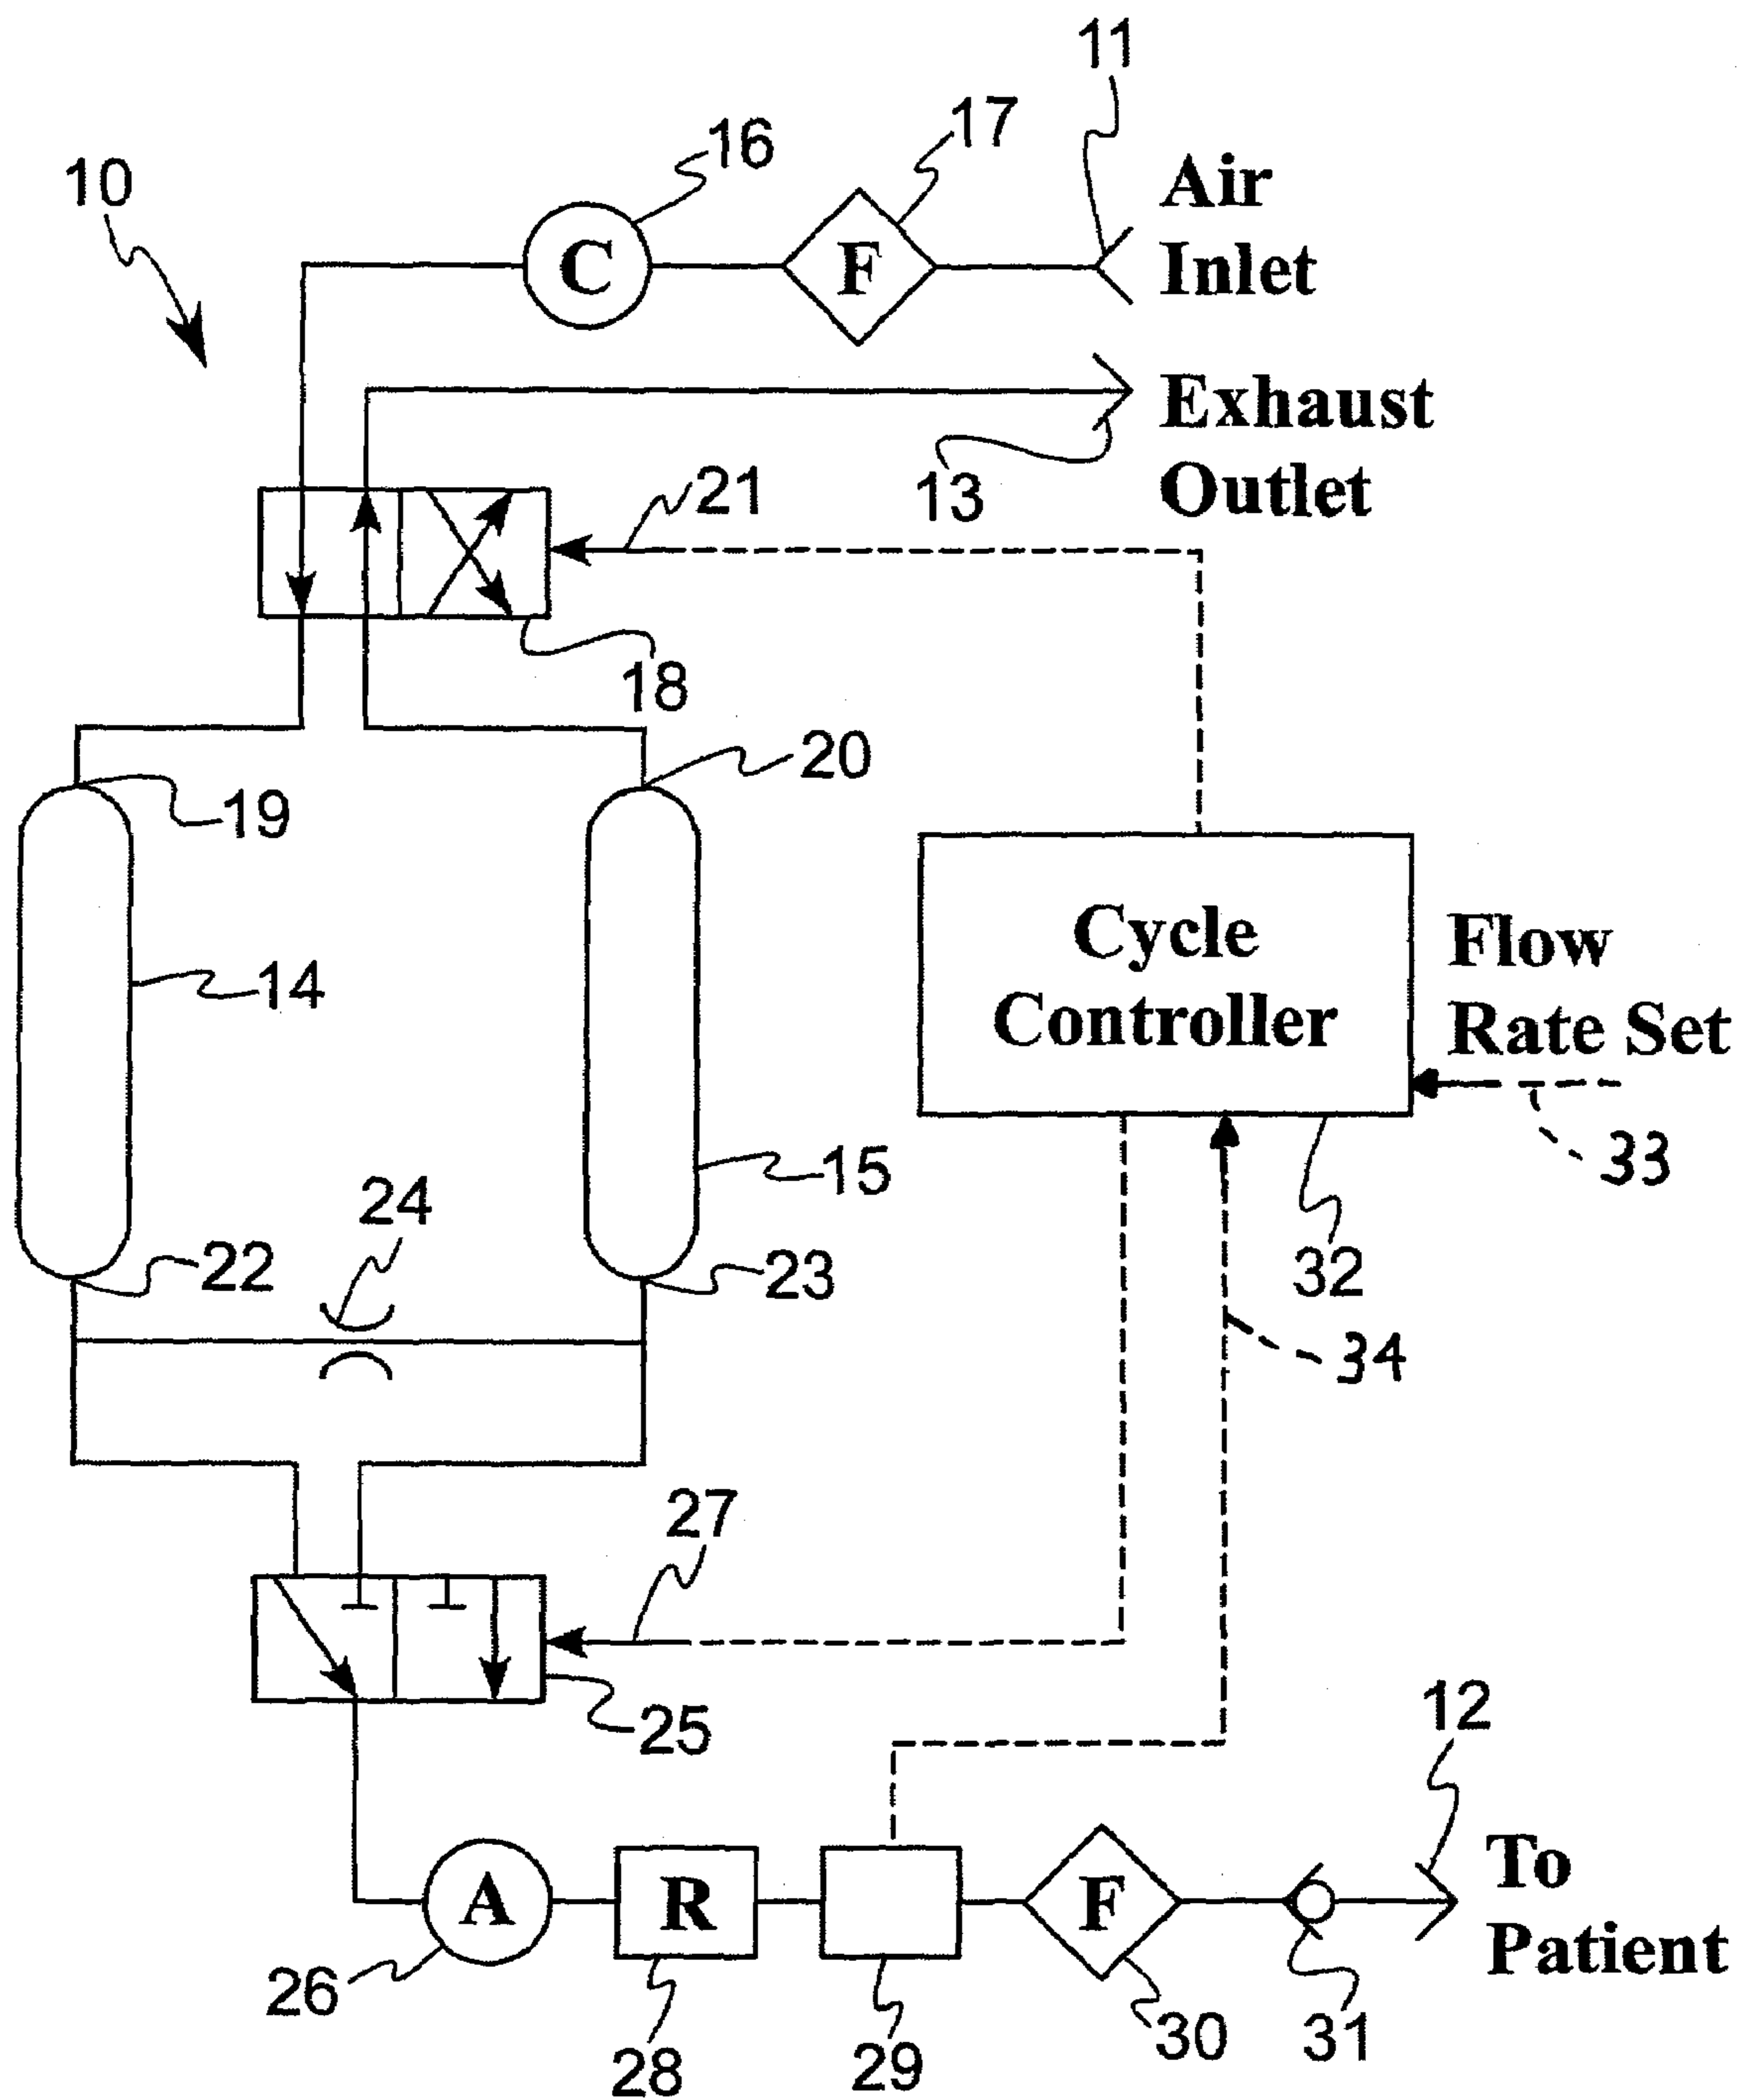 11
17
16
10
Air
Inlet
C
F
Exhaust
Outlet
13
21
18
20
19
Cycle
Controller
Flow
Rate Set
14
33
15
24
22
23
32
34
27
25
12
A
R
F
To
Patient
26
28
29
30
31